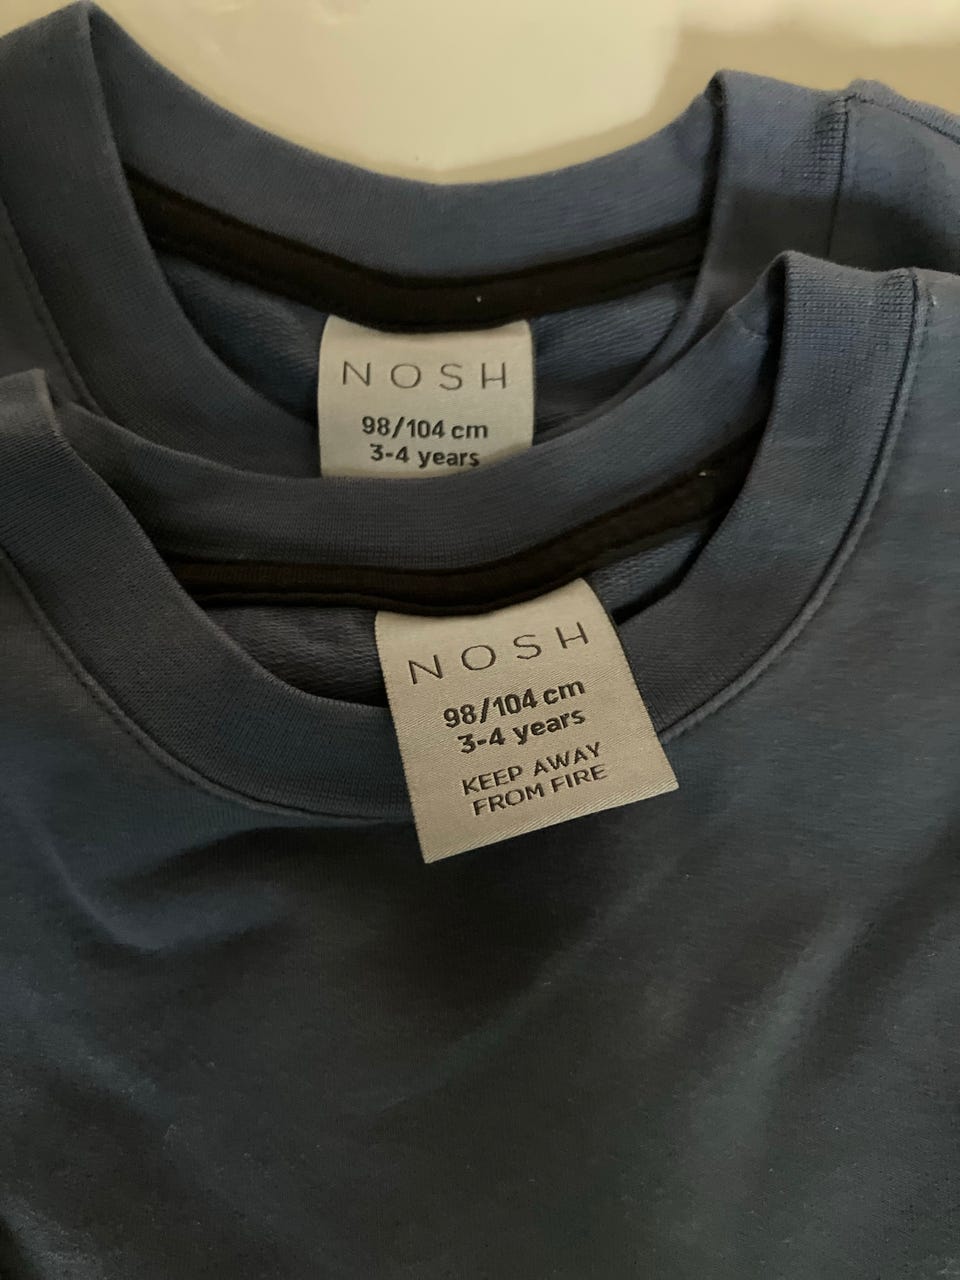 NOSH
98/104 cm
3-4 years
NOSH
98/104 cm
3-4 years
KEEP AWAY
FROM FIRE